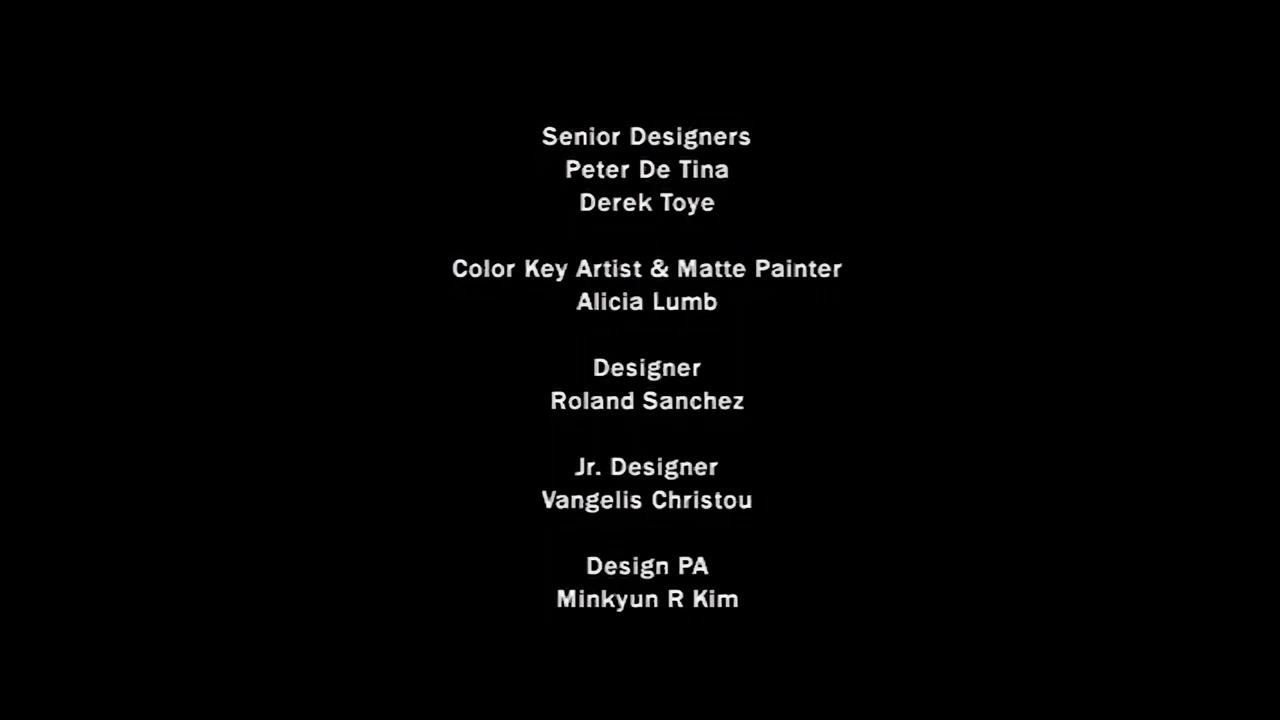 Senior Designers
Peter De Tina
Derek Toye
Color Key Artist & Matte Painter
Alicia Lumb
Designer
Roland Sanchez
Jr. Designer
Vangelis Christou
Design PA
Minkyun R Kim